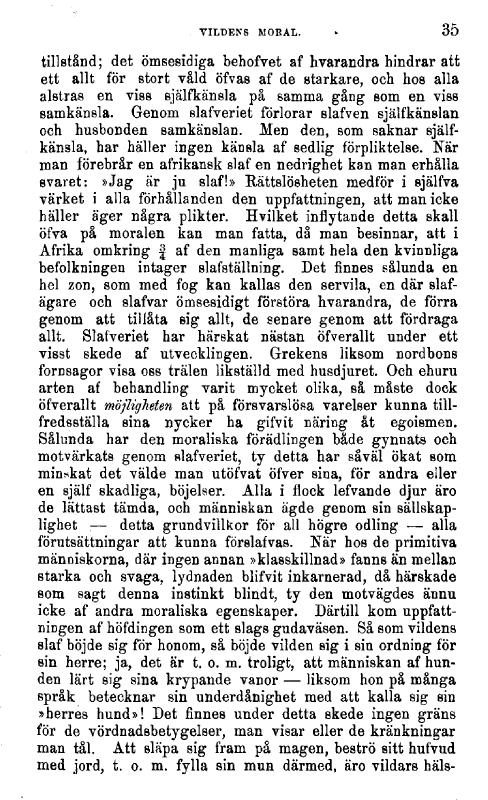 VILDENS MORAL. 35
tillstånd; det ömsesidiga behofvet af hvarandra hindrar att
ett allt för stort våld öfvas af de starkare, och hos alla
alstras en viss själfkänsla på samma gång som en viss
samkänsla. Genom slafveriet förlorar slafven självkänslan
och husbonden samkänslan. Men den, som saknar själf-
känsla, har häller ingen känsla af sedlig förpliktelse. När
man förebrår en afrikansk slaf en nedrighet kan man erhålla
svaret: »Jag är ju slaf!» Rättslösheten medför i själfva
värket i alla förhållanden den uppfattningen, att man icke
häller äger några plikter. Hvilket inflytande detta skall
öfva på moralen kan man fatta, då man besinnar, att i
Afrika omkring ¾ af den manliga samt hela den kvinnliga
befolkningen intager slafställning. Det finnes sålunda en
hel zon, som med fog kan kallas den servila, en där slaf-
ägare och slafvar ömsesidigt förstöra hvarandra, de förra
genom att tillåta sig allt, de senare genom att fördraga
allt. Slafveriet har härskat nästan öfverallt under ett
visst skede af utvecklingen. Grekens liksom nordbons
fornsagor visa oss trälen likställd med husdjuret. Och ehuru
arten af behandling varit mycket olika, så måste dock
öfverallt möjligheten att på försvarslösa varelser kunna till-
fredsställa sina nycker ha gifvit näring åt egoismen.
Sålunda har den moraliska förädlingen både gynnats och
motvärkats genom slafveriet, ty detta har såväl ökat som
minskat det välde man utöfvat öfver sina, för andra eller
en själf skadliga, böjelser. Alla i flock lefvande djur äro
de lättast tämda, och människan ägde genom sin sällskap-
lighet — detta grundvillkor för all högre odling — alla
förutsättningar att kunna förslafvas. När hos de primitiva
människorna, där ingen annan »klasskillnad» fanns än mellan
starka och svaga, lydnaden blifvit inkarnerad, då härskade
som sagt denna instinkt blindt, ty den motvägdes ännu
icke af andra moraliska egenskaper. Därtill kom uppfatt-
ningen af höfdingen som ett slags gudaväsen. Så som vildens
slaf böjde sig för honom, så böjde vilden sig i sin ordning för
sin herre; ja, det är t. o. m. troligt, att människan af hun-
den lärt sig sina krypande vanor — liksom hon på många
språk betecknar sin underdånighet med att kalla sig sin
»herres hund»! Det finnes under detta skede ingen gräns
för de vördnadsbetygelser, man visar eller de kränkningar
man tål. Att släpa sig fram på magen, beströ sitt hufvud
med jord, t. o. m. fylla sin mun därmed, äro vildars häls-